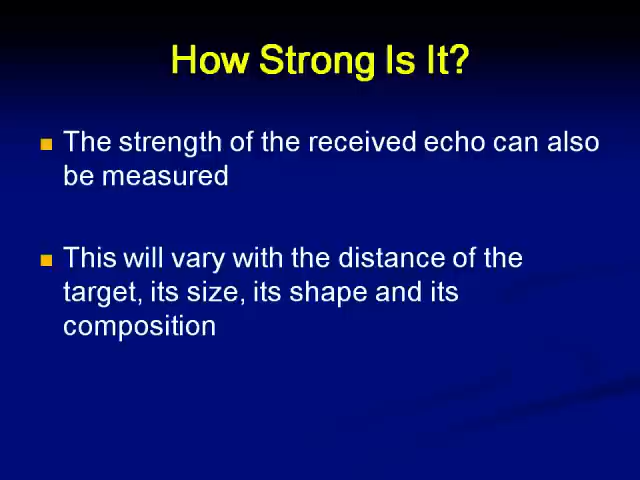 How Strong Is It?
The strength of the received echo can also
be measured
This will vary with the distance of the
target, its size, its shape and its
composition